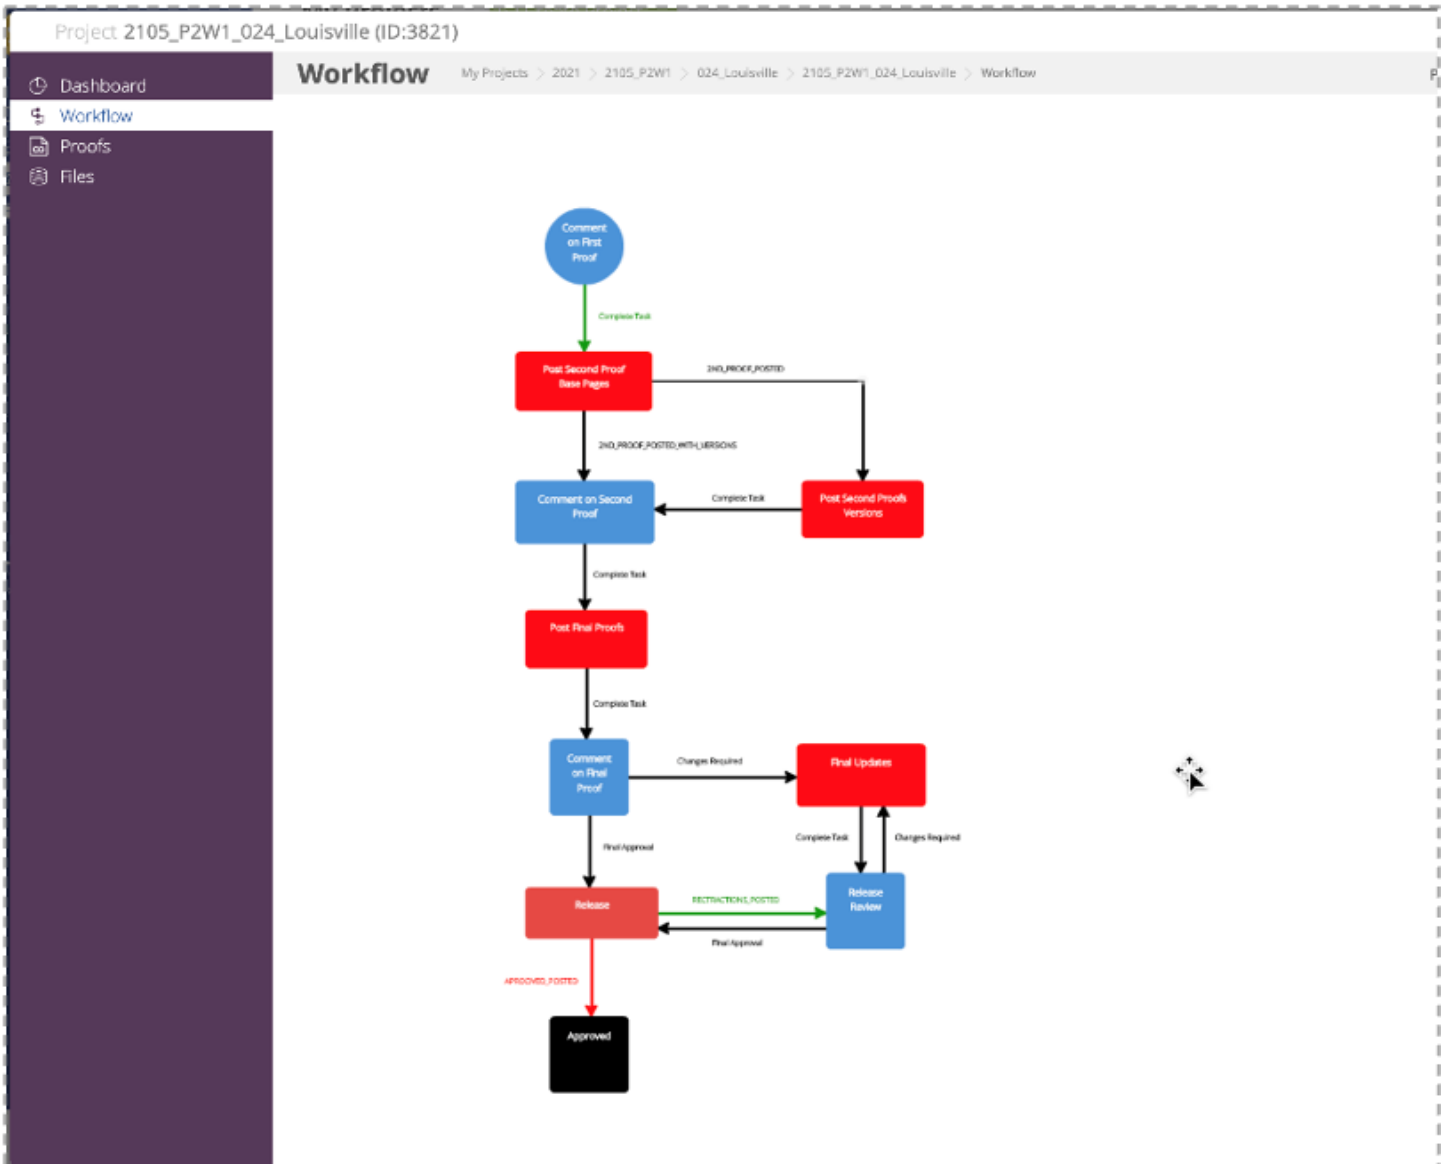 Project 2105_P2W1_024_Louisville (ID:3821)
Dashboard
Workflow
Proofs
Files
Workflow
My Projects > 2021 > 2105_P2W1 > 024_Louisville > 2105_P2W1_024_Louisville > Workflow
P
Comment
on First
Proof
Complete Task
Post Second Proof
Base Pages
2ND_PROOF_POSTED
2ND_PROOF_POSTED_WITH_VERSIONS
Comment on Second
Proof
Complete Task
Post Second Proofs
Versions
Complete Task
Post Final Proofs
Complete Task
Comment
on Final
Proof
Changes Required
Final Updates
Final Approval
Complete Task
Changes Required
Release
RECTRACTIONS_POSTED
Release
Review
Final Approval
APROOVED_POSTED
Approved